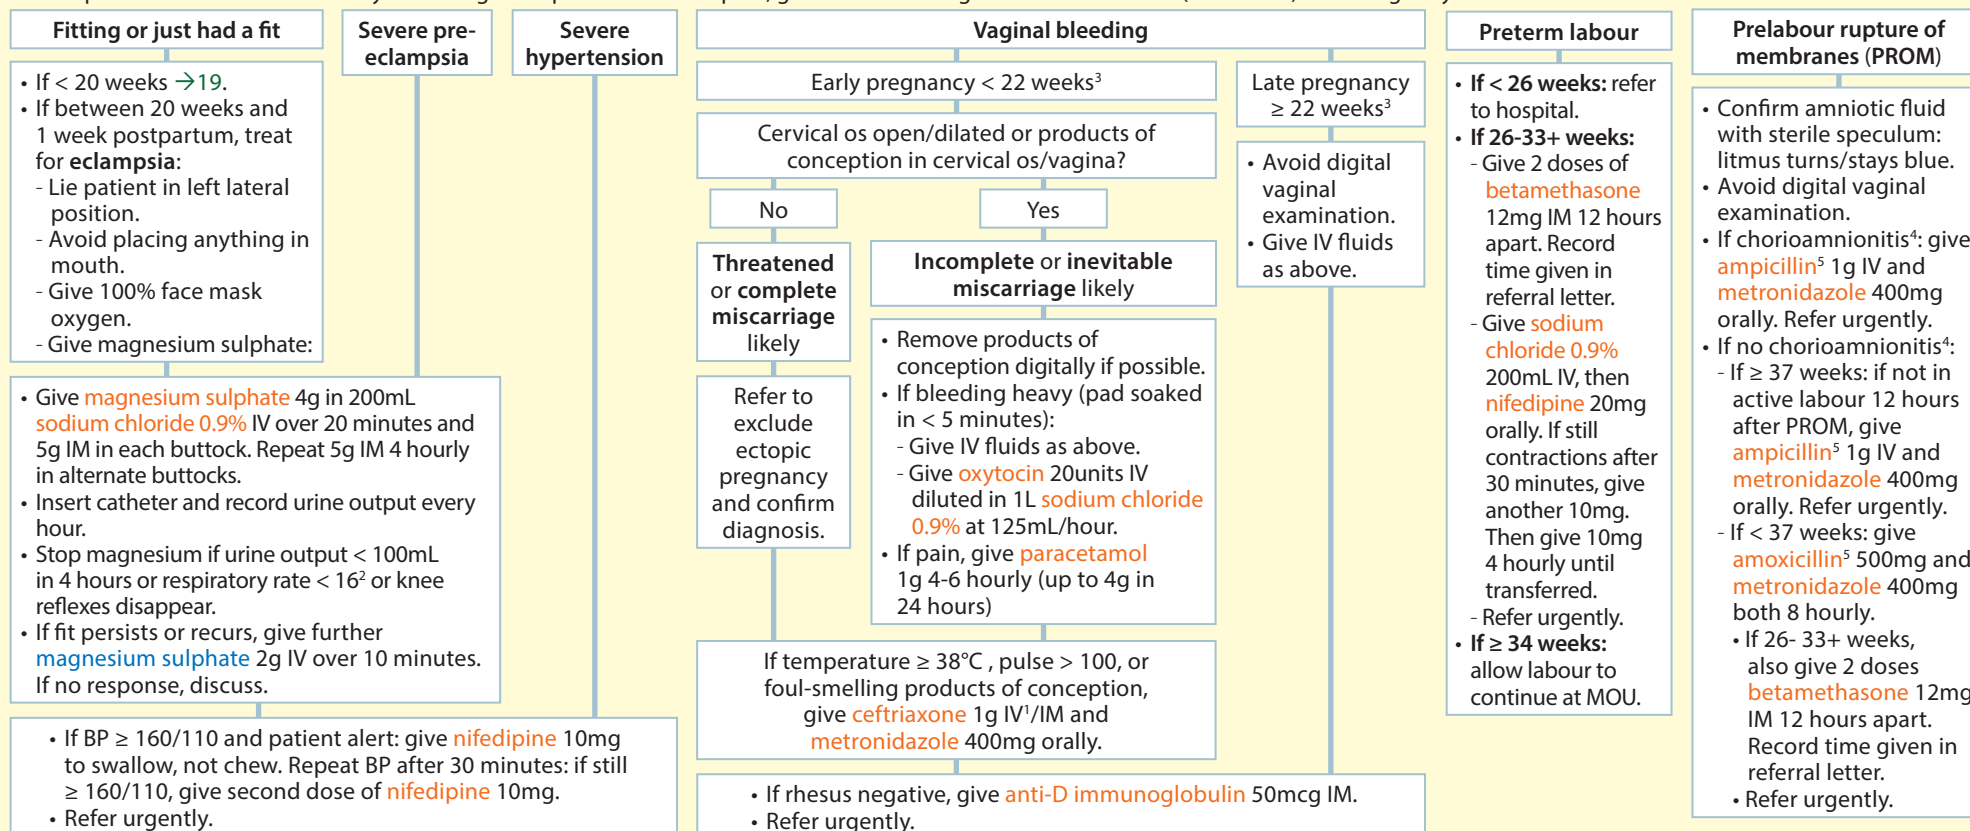 Fitting or just had a fit
• If < 20 weeks →19.
• If between 20 weeks and
1 week postpartum, treat
for eclampsia:
- Lie patient in left lateral
position.
- Avoid placing anything in
mouth.
- Give 100% face mask
oxygen.
- Give magnesium sulphate:
Severe pre-
eclampsia
Severe
hypertension
• Give magnesium sulphate 4g in 200mL
sodium chloride 0.9% IV over 20 minutes and
5g IM in each buttock. Repeat 5g IM 4 hourly
in alternate buttocks.
• Insert catheter and record urine output every
hour.
• Stop magnesium if urine output < 100mL
in 4 hours or respiratory rate < 16² or knee
reflexes disappear.
• If fit persists or recurs, give further
magnesium sulphate 2g IV over 10 minutes.
If no response, discuss.
• If BP ≥ 160/110 and patient alert: give nifedipine 10mg
to swallow, not chew. Repeat BP after 30 minutes: if still
≥ 160/110, give second dose of nifedipine 10mg.
• Refer urgently.
Vaginal bleeding
Early pregnancy < 22 weeks³
Cervical os open/dilated or products of
conception in cervical os/vagina?
No
Threatened
or complete
miscarriage
likely
Refer to
exclude
ectopic
pregnancy
and confirm
diagnosis.
Yes
Incomplete or inevitable
miscarriage likely
• Remove products of
conception digitally if possible.
• If bleeding heavy (pad soaked
in < 5 minutes):
- Give IV fluids as above.
- Give oxytocin 20units IV
diluted in 1L sodium chloride
0.9% at 125mL/hour.
• If pain, give paracetamol
1g 4-6 hourly (up to 4g in
24 hours)
If temperature ≥ 38°C , pulse > 100, or
foul-smelling products of conception,
give ceftriaxone 1g IV¹/IM and
metronidazole 400mg orally.
Late pregnancy
≥ 22 weeks³
• Avoid digital
vaginal
examination.
• Give IV fluids
as above.
• If rhesus negative, give anti-D immunoglobulin 50mcg IM.
• Refer urgently.
Preterm labour
• If < 26 weeks: refer
to hospital.
• If 26-33+ weeks:
- Give 2 doses of
betamethasone
12mg IM 12 hours
apart. Record
time given in
referral letter.
- Give sodium
chloride 0.9%
200mL IV, then
nifedipine 20mg
orally. If still
contractions after
30 minutes, give
another 10mg.
Then give 10mg
4 hourly until
transferred.
- Refer urgently.
• If ≥ 34 weeks:
allow labour to
continue at MOU.
Prelabour rupture of
membranes (PROM)
• Confirm amniotic fluid
with sterile speculum:
litmus turns/stays blue.
• Avoid digital vaginal
examination.
• If chorioamnionitis⁴: give
ampicillin⁵ 1g IV and
metronidazole 400mg
orally. Refer urgently.
• If no chorioamnionitis⁴:
- If ≥ 37 weeks: if not in
active labour 12 hours
after PROM, give
ampicillin⁵ 1g IV and
metronidazole 400mg
orally. Refer urgently.
- If < 37 weeks: give
amoxicillin⁵ 500mg and
metronidazole 400mg
both 8 hourly.
• If 26- 33+ weeks,
also give 2 doses
betamethasone 12mg
IM 12 hours apart.
Record time given in
referral letter.
• Refer urgently.